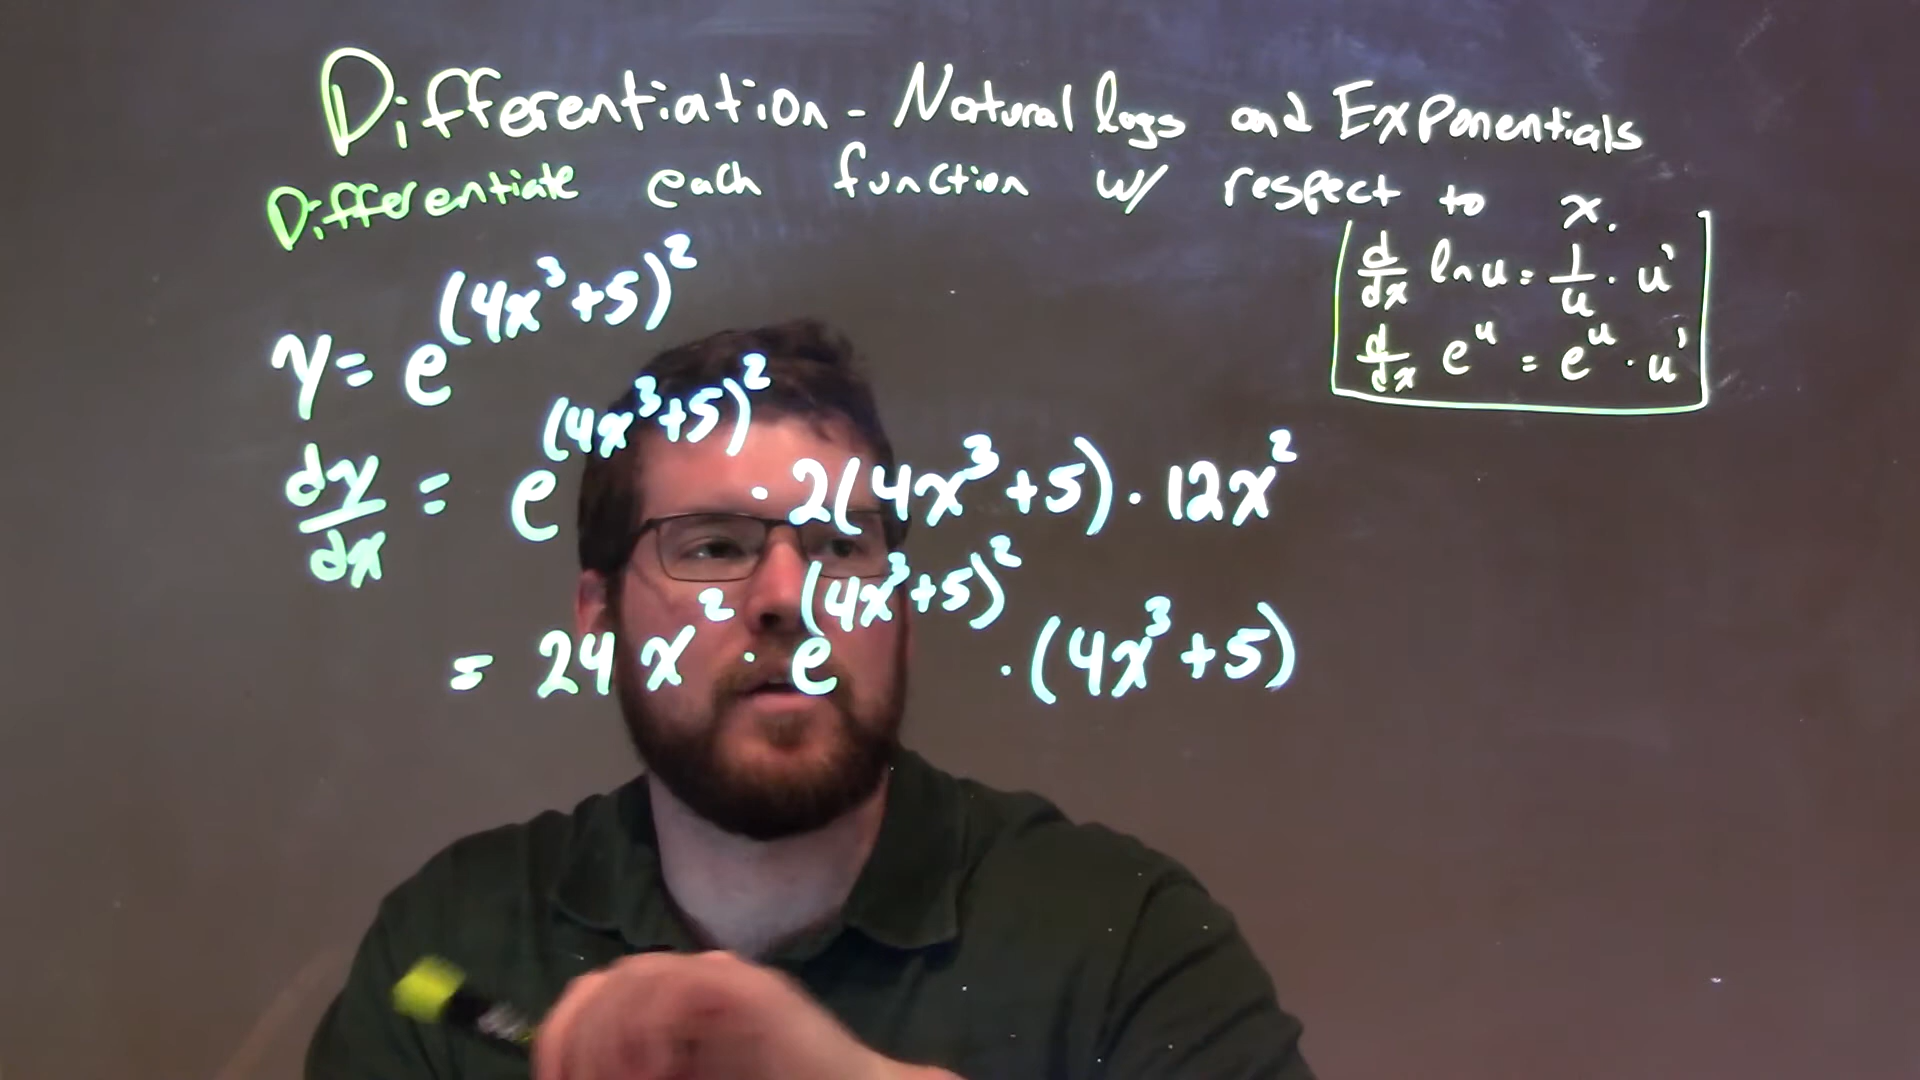 Differentiation - Natural logs and Exponentials
Differentiate each function w/ respect to x.
d/dx ln u = 1/u · u'
d/dx e^u = e^u · u'
y = e^(4x^3+5)^2
dy/dx = e^(4x^3+5)^2 · 2(4x^3+5) · 12x^2
= 24x^2 · e^(4x^3+5)^2 · (4x^3+5)